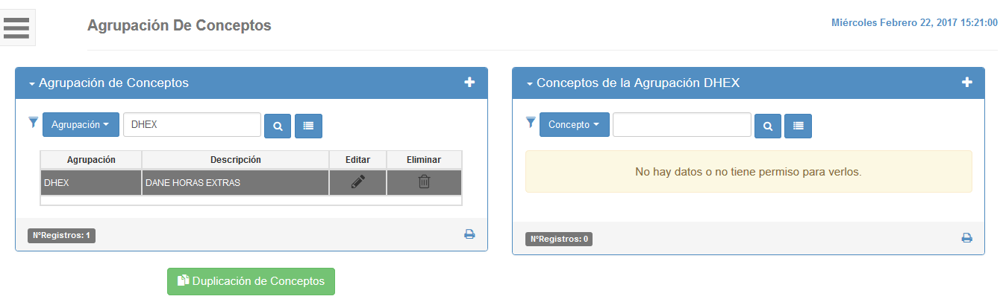 Agrupación De Conceptos
Miércoles Febrero 22, 2017 15:21:00
Agrupación de Conceptos
Agrupación
DHEX
Agrupación Descripción Editar Eliminar
DHEX DANE HORAS EXTRAS
N°Registros: 1
Duplicación de Conceptos
Conceptos de la Agrupación DHEX
Concepto
No hay datos o no tiene permiso para verlos.
N°Registros: 0